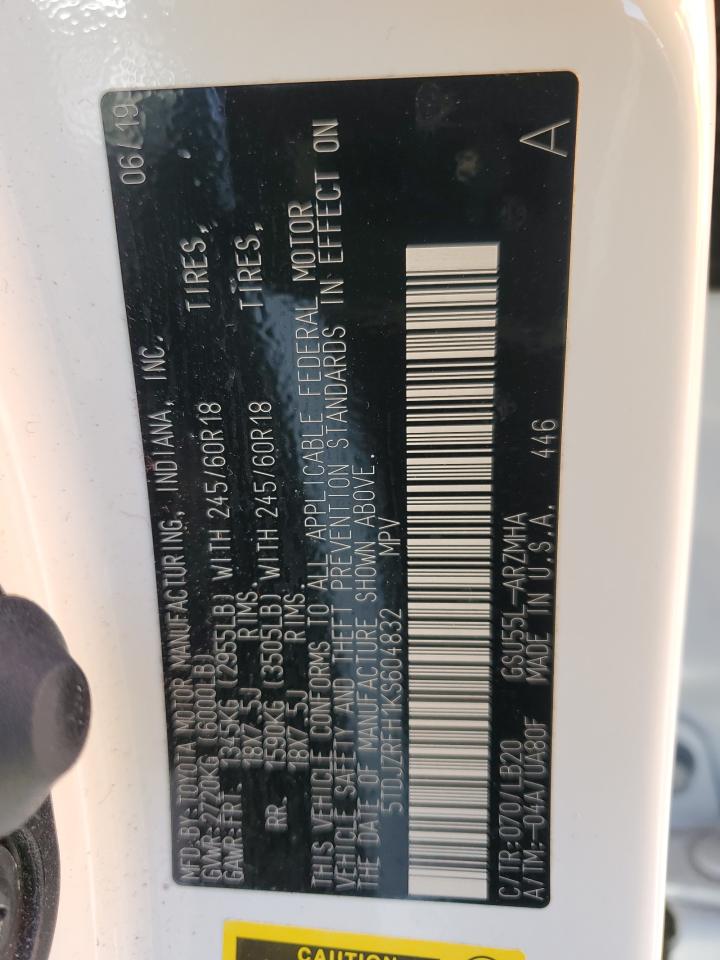 MFD.BY:TOYOTA MOTOR MANUFACTURING, INDIANA, INC. 06/19
GVWR:2720KG (6000LB)
GAWR:FR 1345KG (2955LB) WITH 245/60R18 TIRES,
18X7.5J RIMS.
RR 1590KG (3505LB) WITH 245/60R18 TIRES,
18X7.5J RIMS.
THIS VEHICLE CONFORMS TO ALL APPLICABLE FEDERAL MOTOR
VEHICLE SAFETY AND THEFT PREVENTION STANDARDS IN EFFECT ON
THE DATE OF MANUFACTURE SHOWN ABOVE.
5TDJZRFH1KS604832 MPV
C/TR:070/LB20 GSU55L-ARZMHA A
A/TM:-04A/UA80F MADE IN U.S.A. 446
CAUTION